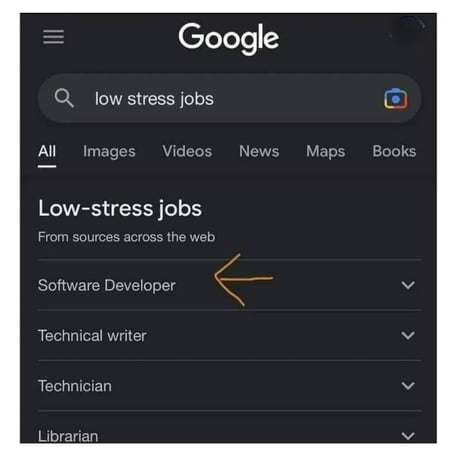 Google
low stress jobs
All Images Videos News Maps Books
Low-stress jobs
From sources across the web
Software Developer
Technical writer
Technician
Librarian